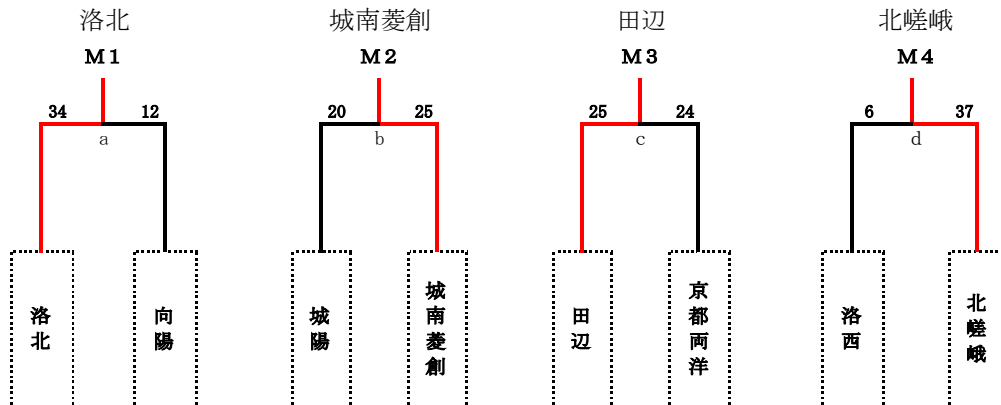 洛北 城南菱創 田辺 北嵯峨
M1 M2 M3 M4
34 12 20 25 25 24 6 37
a b c d
洛北
向陽
城陽
城南菱創
田辺
京都両洋
洛西
北嵯峨